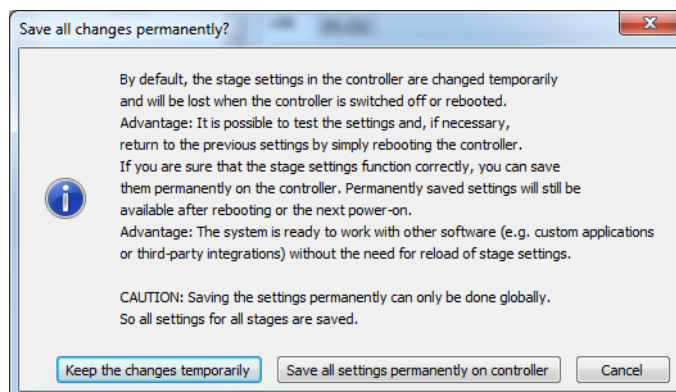 Save all changes permanently?
By default, the stage settings in the controller are changed temporarily
and will be lost when the controller is switched off or rebooted.
Advantage: It is possible to test the settings and, if necessary,
return to the previous settings by simply rebooting the controller.
If you are sure that the stage settings function correctly, you can save
them permanently on the controller. Permanently saved settings will still be
available after rebooting or the next power-on.
Advantage: The system is ready to work with other software (e.g. custom applications
or third-party integrations) without the need for reload of stage settings.
CAUTION: Saving the settings permanently can only be done globally.
So all settings for all stages are saved.
Keep the changes temporarily
Save all settings permanently on controller
Cancel